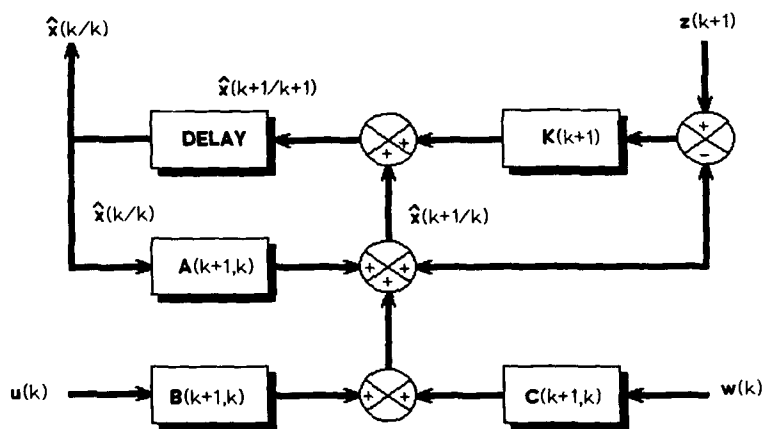 x̂(k/k)
z(k+1)
x̂(k+1/k+1)
DELAY
+
+
K(k+1)
+
−
x̂(k/k)
x̂(k+1/k)
A(k+1,k)
+
+
+
u(k)
B(k+1,k)
+
+
C(k+1,k)
w(k)